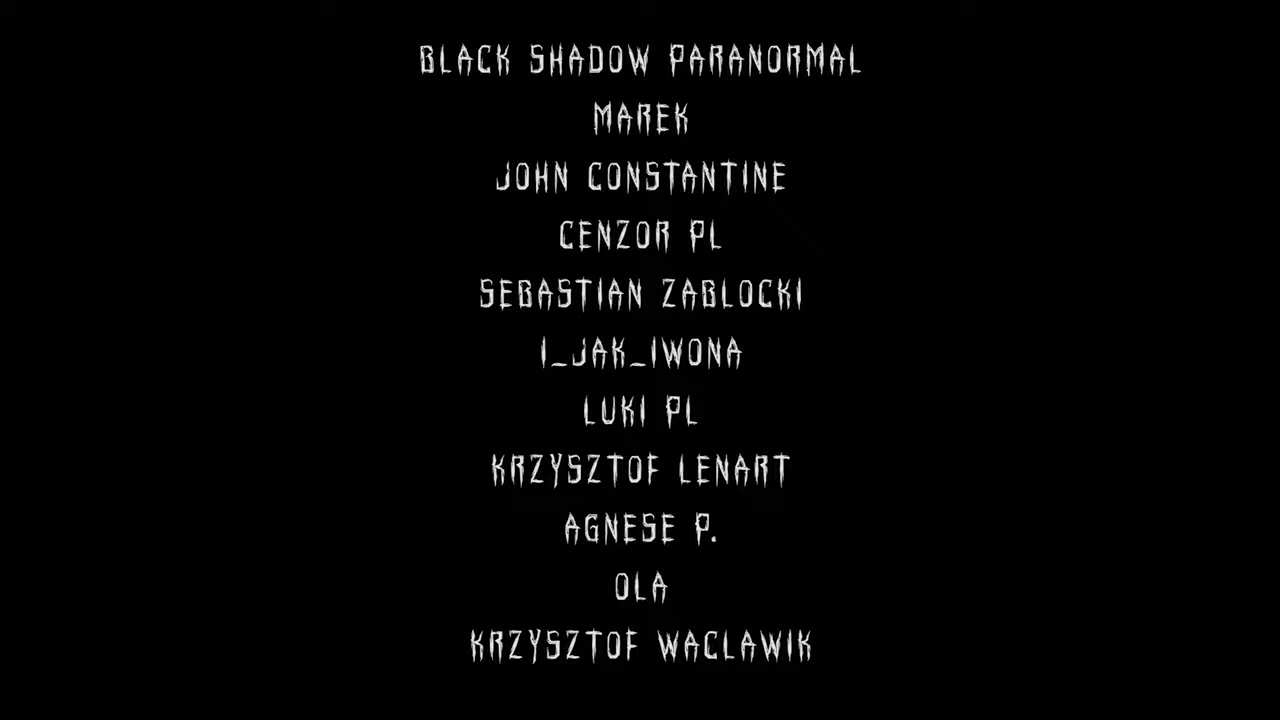 BLACK SHADOW PARANORMAL
MAREK
JOHN CONSTANTINE
CENZOR PL
SEBASTIAN ZABLOCKI
I_JAK_IWONA
LUKI PL
KRZYSZTOF LENART
AGNESE P.
OLA
KRZYSZTOF WACLAWIK